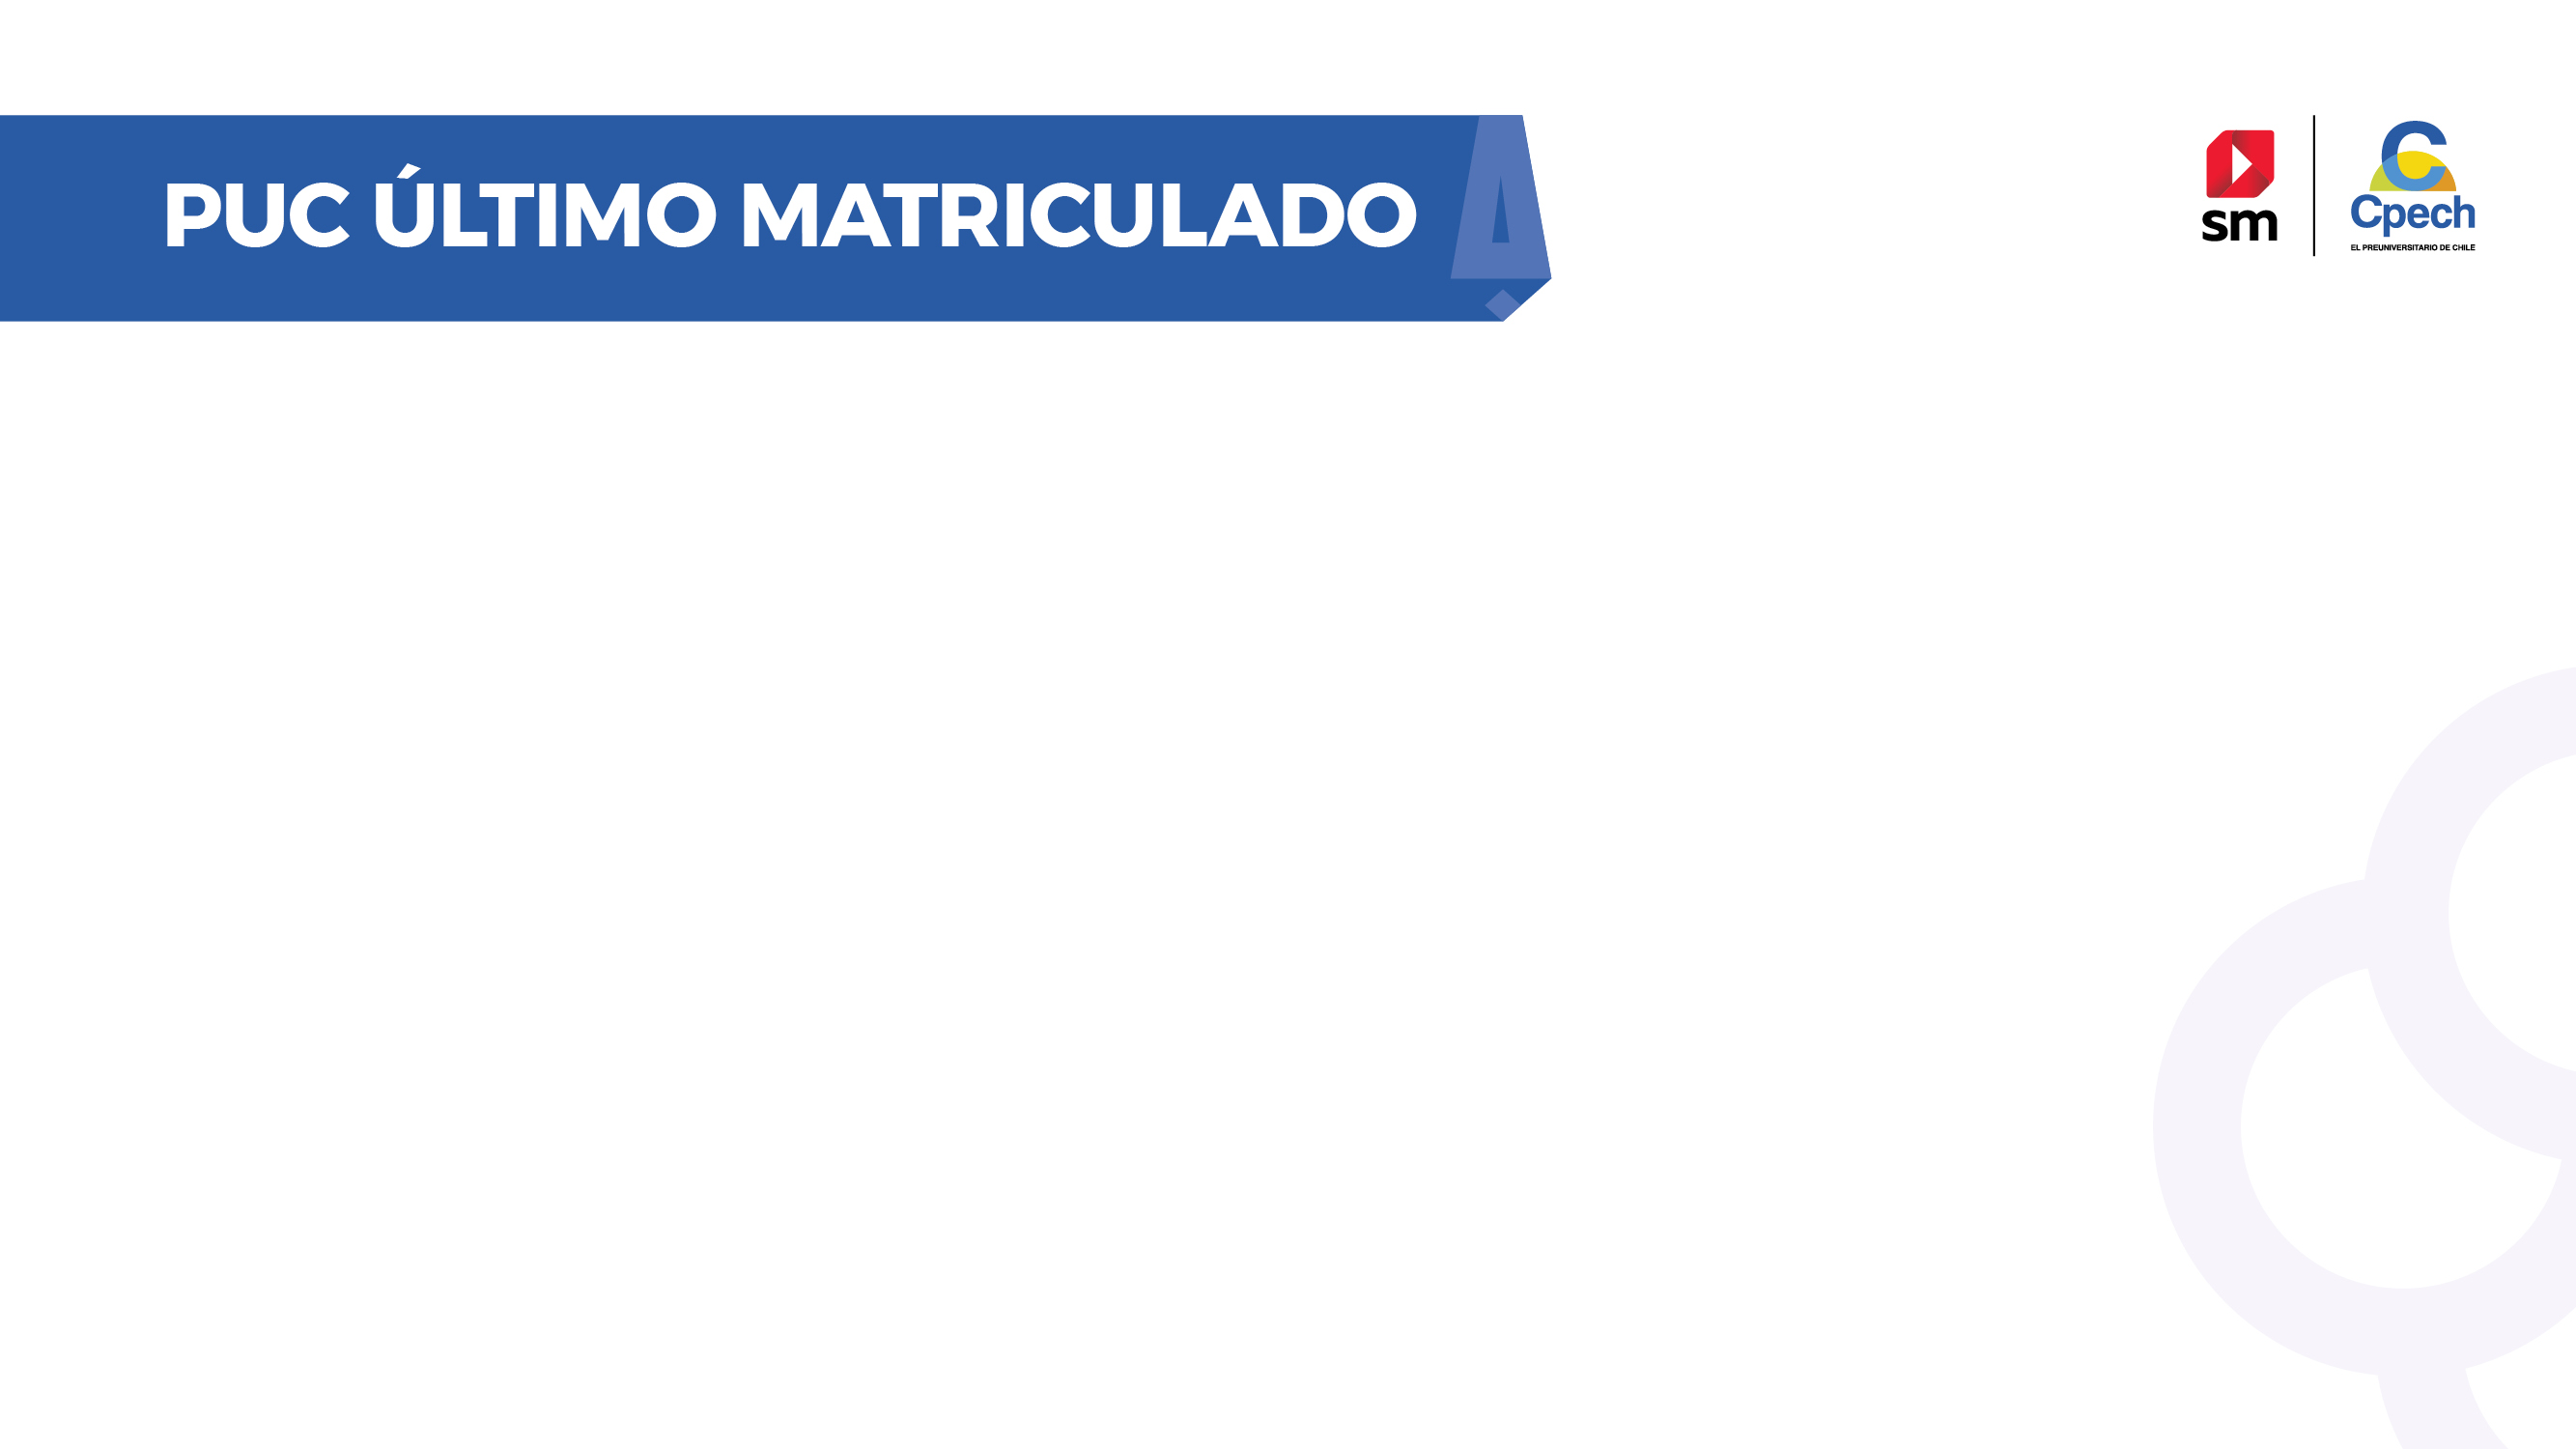 PUC ÚLTIMO MATRICULADO
sm
Cpech
EL PREUNIVERSITARIO DE CHILE